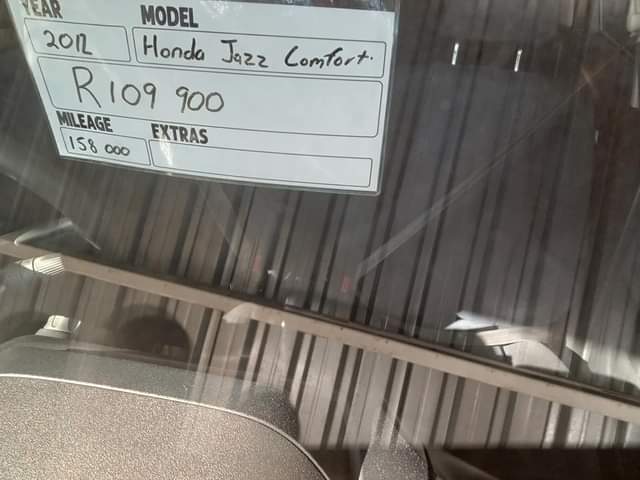 YEAR MODEL
2012 Honda Jazz Comfort.
R109 900
MILEAGE EXTRAS
158 000